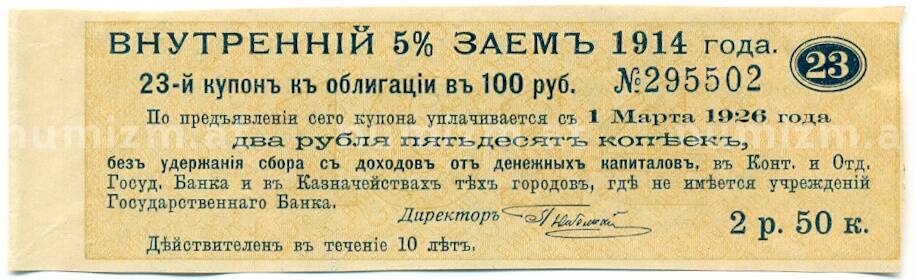 ВНУТРЕННІЙ 5% ЗАЕМЪ 1914 года.
23
23-й купонъ къ облигаціи въ 100 руб. №295502
По предъявленіи сего купона уплачивается съ 1 Марта 1926 года
два рубля пятьдесятъ копѣекъ,
безъ удержанія сбора съ доходовъ отъ денежныхъ капиталовъ, въ Конт. и Отд.
Госуд. Банка и въ Казначействахъ тѣхъ городовъ, гдѣ не имѣется учрежденій
Государственнаго Банка.
Директоръ
2 р. 50 к.
Дѣйствителенъ въ теченіе 10 лѣтъ.